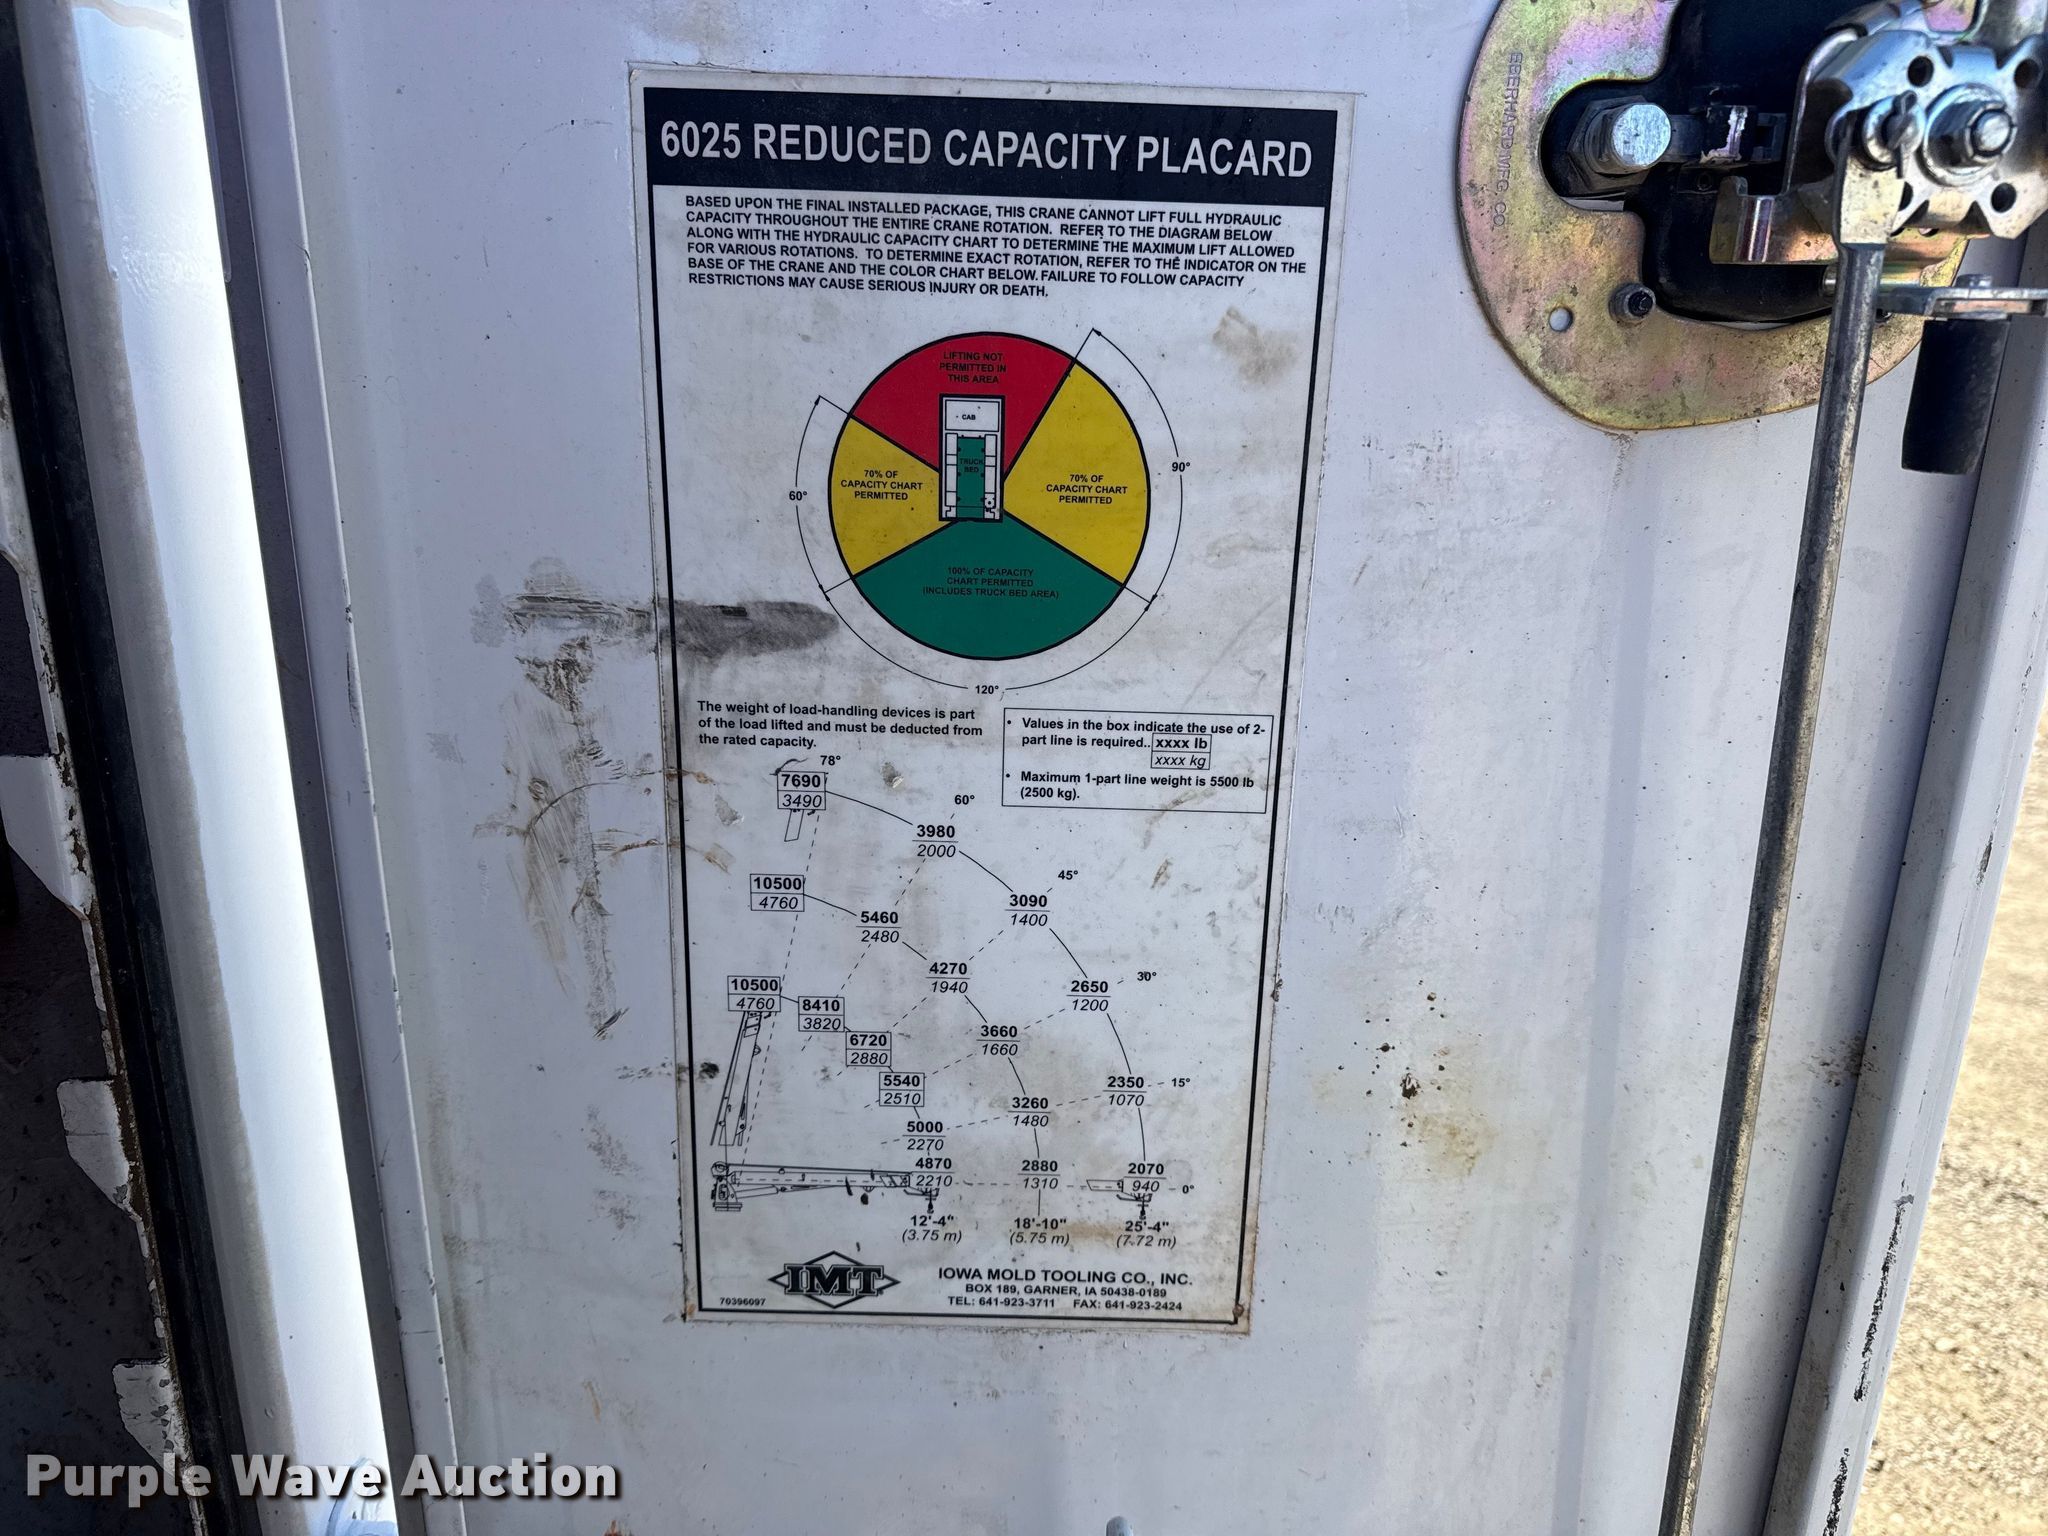 EBERHARD MFG. CO.
6025 REDUCED CAPACITY PLACARD
BASED UPON THE FINAL INSTALLED PACKAGE, THIS CRANE CANNOT LIFT FULL HYDRAULIC
CAPACITY THROUGHOUT THE ENTIRE CRANE ROTATION. REFER TO THE DIAGRAM BELOW
ALONG WITH THE HYDRAULIC CAPACITY CHART TO DETERMINE THE MAXIMUM LIFT ALLOWED
FOR VARIOUS ROTATIONS. TO DETERMINE EXACT ROTATION, REFER TO THE INDICATOR ON THE
BASE OF THE CRANE AND THE COLOR CHART BELOW. FAILURE TO FOLLOW CAPACITY
RESTRICTIONS MAY CAUSE SERIOUS INJURY OR DEATH.
LIFTING NOT
PERMITTED IN
THIS AREA
CAB
TRUCK
BED
70% OF
CAPACITY CHART
PERMITTED
70% OF
CAPACITY CHART
PERMITTED
60°
90°
100% OF CAPACITY
CHART PERMITTED
(INCLUDES TRUCK BED AREA)
120°
The weight of load-handling devices is part
of the load lifted and must be deducted from
the rated capacity.
• Values in the box indicate the use of 2-
part line is required.. xxxx lb
xxxx kg
• Maximum 1-part line weight is 5500 lb
(2500 kg).
78°
7690
3490
60°
3980
2000
45°
10500
4760
3090
1400
5460
2480
4270
1940
30°
2650
1200
10500
4760
8410
3820
6720
2880
3660
1660
5540
2510
15°
2350
1070
3260
1480
5000
2270
4870
2210
2880
1310
2070
940
0°
12'-4"
(3.75 m)
18'-10"
(5.75 m)
25'-4"
(7.72 m)
IMT
IOWA MOLD TOOLING CO., INC.
BOX 189, GARNER, IA 50438-0189
TEL: 641-923-3711 FAX: 641-923-2424
70396097
Purple Wave Auction